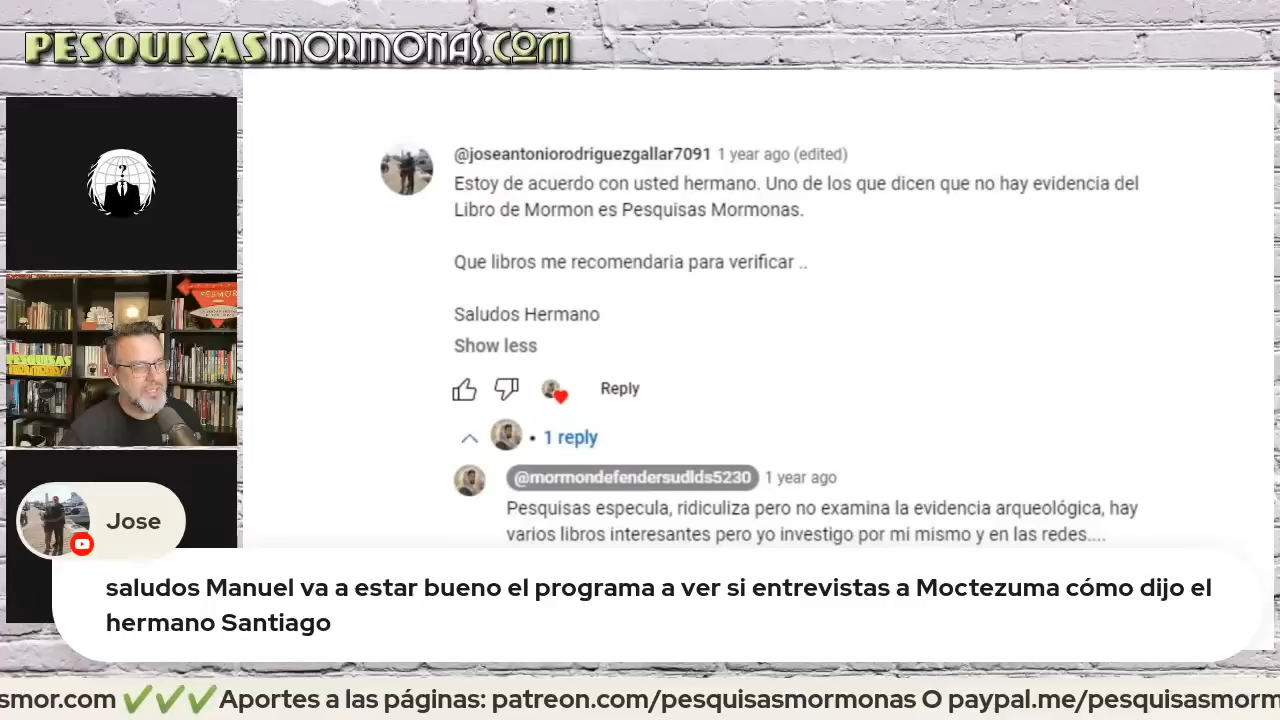 PESQUISASMORMONAS.COM
@joseantoniorodriguezgallar7091 1 year ago (edited)
Estoy de acuerdo con usted hermano. Uno de los que dicen que no hay evidencia del
Libro de Mormon es Pesquisas Mormonas.
Que libros me recomendaria para verificar ..
Saludos Hermano
Show less
Reply
• 1 reply
@mormondefendersudlds5230 1 year ago
Pesquisas especula, ridiculiza pero no examina la evidencia arqueológica, hay
varios libros interesantes pero yo investigo por mi mismo y en las redes....
PESMOR
PESQUISAS
Jose
saludos Manuel va a estar bueno el programa a ver si entrevistas a Moctezuma cómo dijo el
hermano Santiago
smor.com ✔✔✔ Aportes a las páginas: patreon.com/pesquisasmormonas O paypal.me/pesquisasmorm